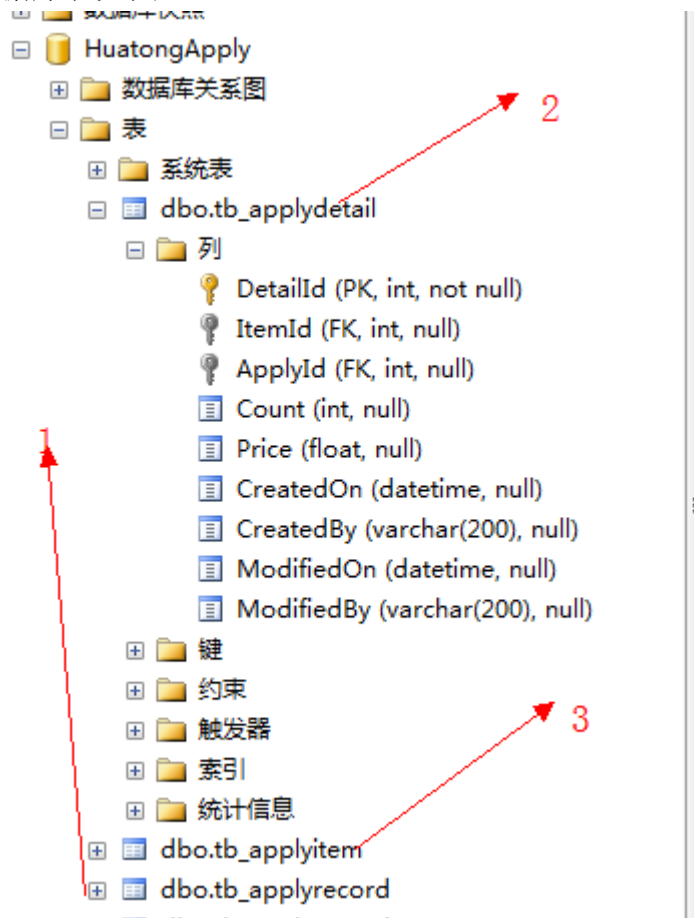 HuatongApply
数据库关系图
2
表
系统表
dbo.tb_applydetail
列
DetailId (PK, int, not null)
ItemId (FK, int, null)
ApplyId (FK, int, null)
Count (int, null)
1
Price (float, null)
CreatedOn (datetime, null)
CreatedBy (varchar(200), null)
ModifiedOn (datetime, null)
ModifiedBy (varchar(200), null)
键
约束
触发器
3
索引
统计信息
dbo.tb_applyitem
dbo.tb_applyrecord